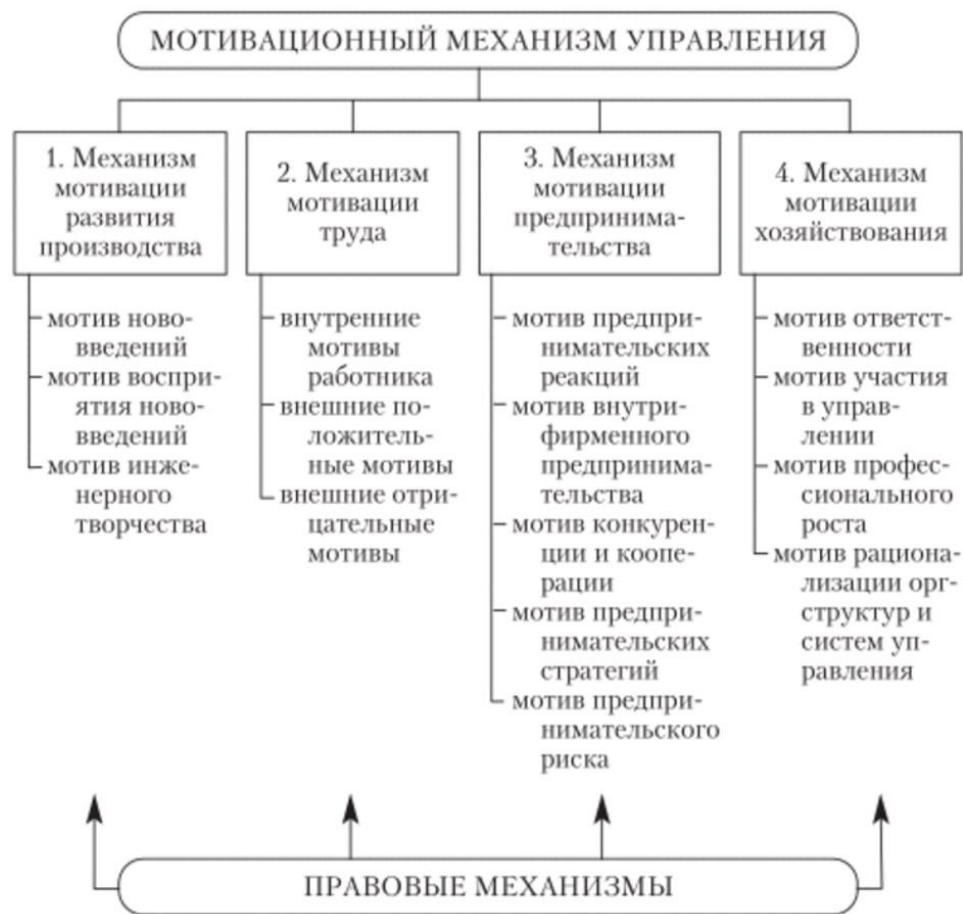 МОТИВАЦИОННЫЙ МЕХАНИЗМ УПРАВЛЕНИЯ
1. Механизм
мотивации
развития
производства
2. Механизм
мотивации
труда
3. Механизм
мотивации
предпринима-
тельства
4. Механизм
мотивации
хозяйствования
мотив ново-
введений
мотив воспри-
ятия ново-
введений
мотив инже-
нерного
творчества
внутренние
мотивы
работника
внешние по-
ложитель-
ные мотивы
внешние отри-
цательные
мотивы
мотив предпри-
нимательских
реакций
мотив внутри-
фирменного
предпринима-
тельства
мотив конкурен-
ции и коопе-
рации
мотив предпри-
нимательских
стратегий
мотив предпри-
нимательского
риска
мотив ответст-
венности
мотив участия
в управ-
лении
мотив профес-
сионального
роста
мотив рационал-
лизации орг-
структур и
систем уп-
равления
ПРАВОВЫЕ МЕХАНИЗМЫ